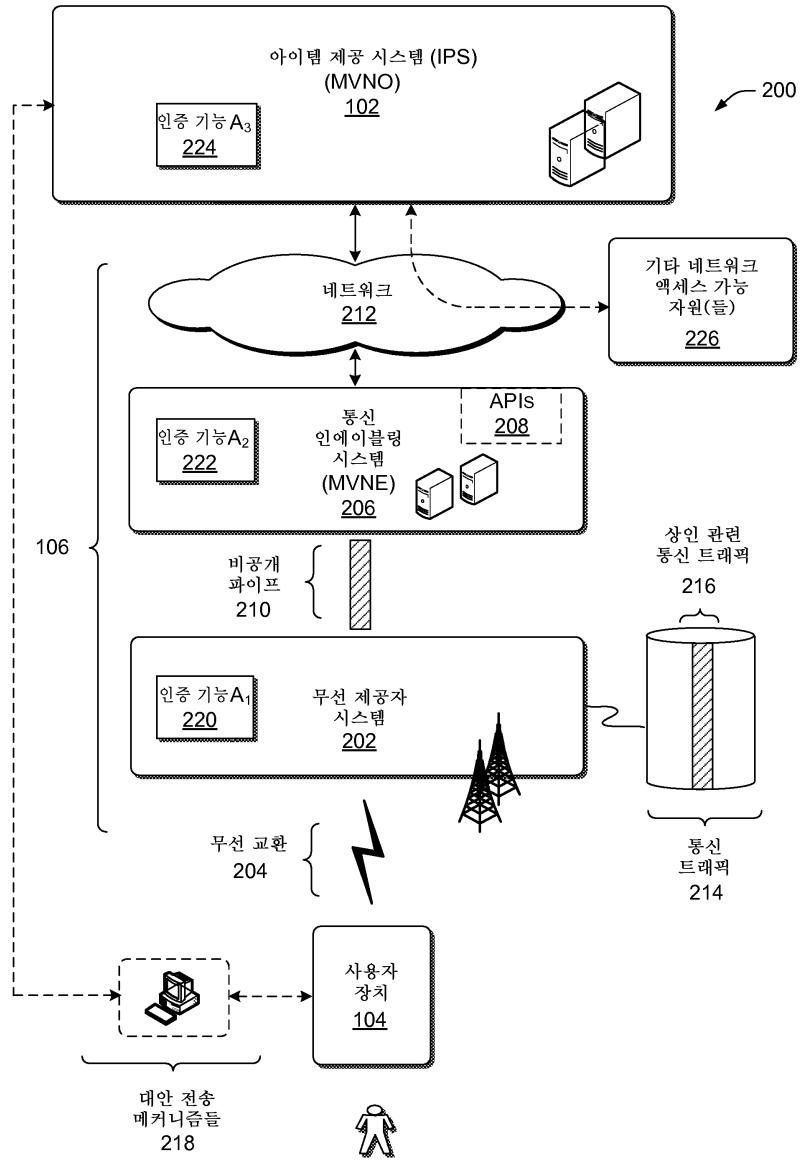 아이템 제공 시스템 (IPS)
(MVNO)
102
인증 기능A3
224
200
네트워크
212
기타 네트워크
액세스 가능
자원(들)
226
APIs
208
통신
인에이블링
시스템
(MVNE)
206
인증 기능A2
222
106
비공개
파이프
210
상인 관련
통신 트래픽
216
인증 기능A1
220
무선 제공자
시스템
202
무선 교환
204
통신
트래픽
214
사용자
장치
104
대안 전송
메커니즘들
218